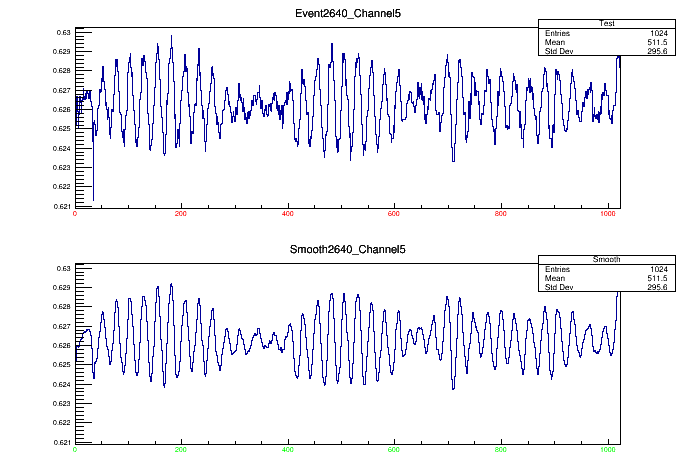 Event2640_Channel5
Test
Entries 1024
Mean 511.5
Std Dev 295.6
0.63
0.629
0.628
0.627
0.626
0.625
0.624
0.623
0.622
0.621
0 200 400 600 800 1000
Smooth2640_Channel5
Smooth
Entries 1024
Mean 511.5
Std Dev 295.6
0.63
0.629
0.628
0.627
0.626
0.625
0.624
0.623
0.622
0.621
0 200 400 600 800 1000